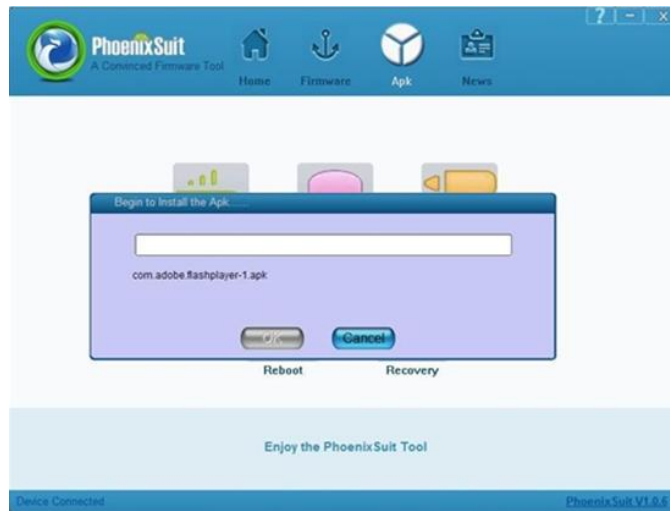 ? - x
PhoenixSuit
A Convinced Firmware Tool
Home Firmware Apk News
Begin to Install the Apk......
com.adobe.flashplayer-1.apk
OK Cancel
Reboot Recovery
Enjoy the PhoenixSuit Tool
Device Connected PhoenixSuit V1.0.6